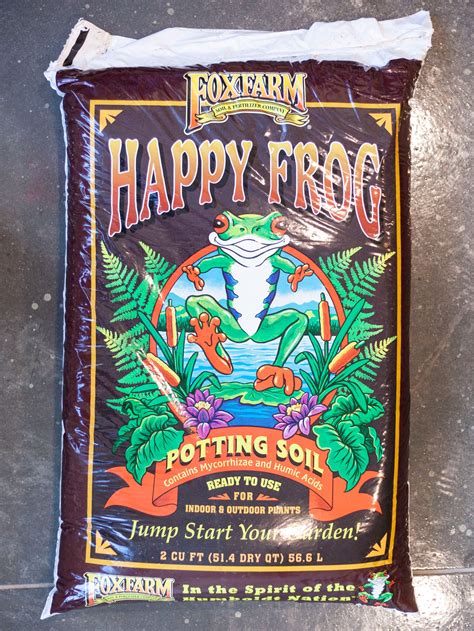 FOXFARM
SOIL & FERTILIZER COMPANY
HAPPY FROG
POTTING SOIL
Contains Mycorrhizae and Humic Acids
READY TO USE
FOR
INDOOR & OUTDOOR PLANTS
Jump Start Your Garden!
2 CU FT (51.4 DRY QT) 56.6 L
FOXFARM
In the Spirit of the
Humboldt Nation